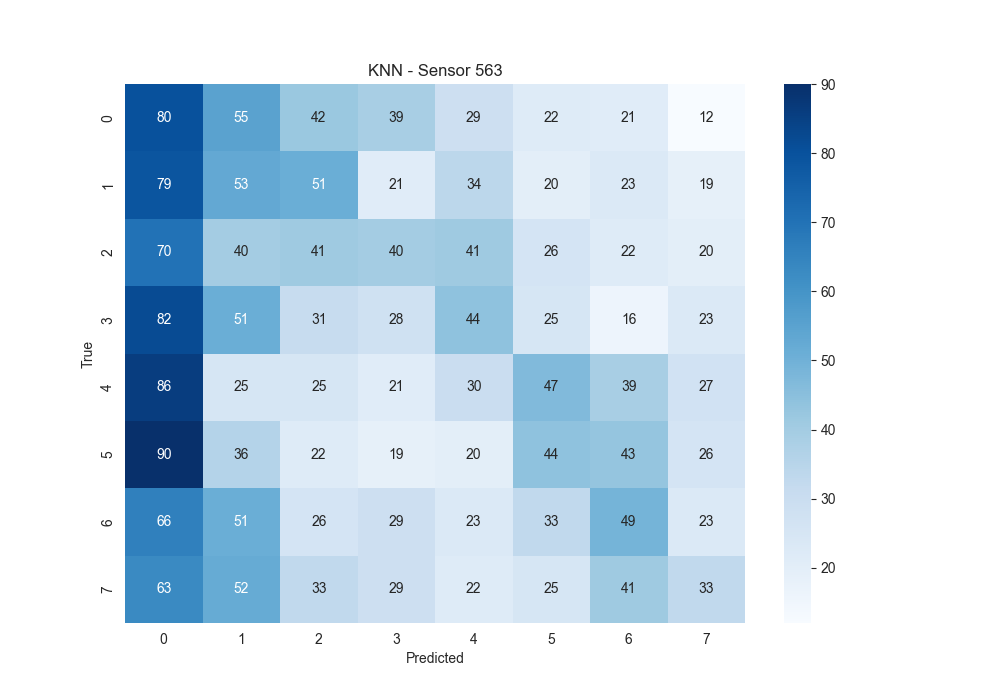 KNN - Sensor 563
0 80 55 42 39 29 22 21 12
1 79 53 51 21 34 20 23 19
2 70 40 41 40 41 26 22 20
3 82 51 31 28 44 25 16 23
4 86 25 25 21 30 47 39 27
5 90 36 22 19 20 44 43 26
6 66 51 26 29 23 33 49 23
7 63 52 33 29 22 25 41 33
0 1 2 3 4 5 6 7
Predicted
True
90
80
70
60
50
40
30
20